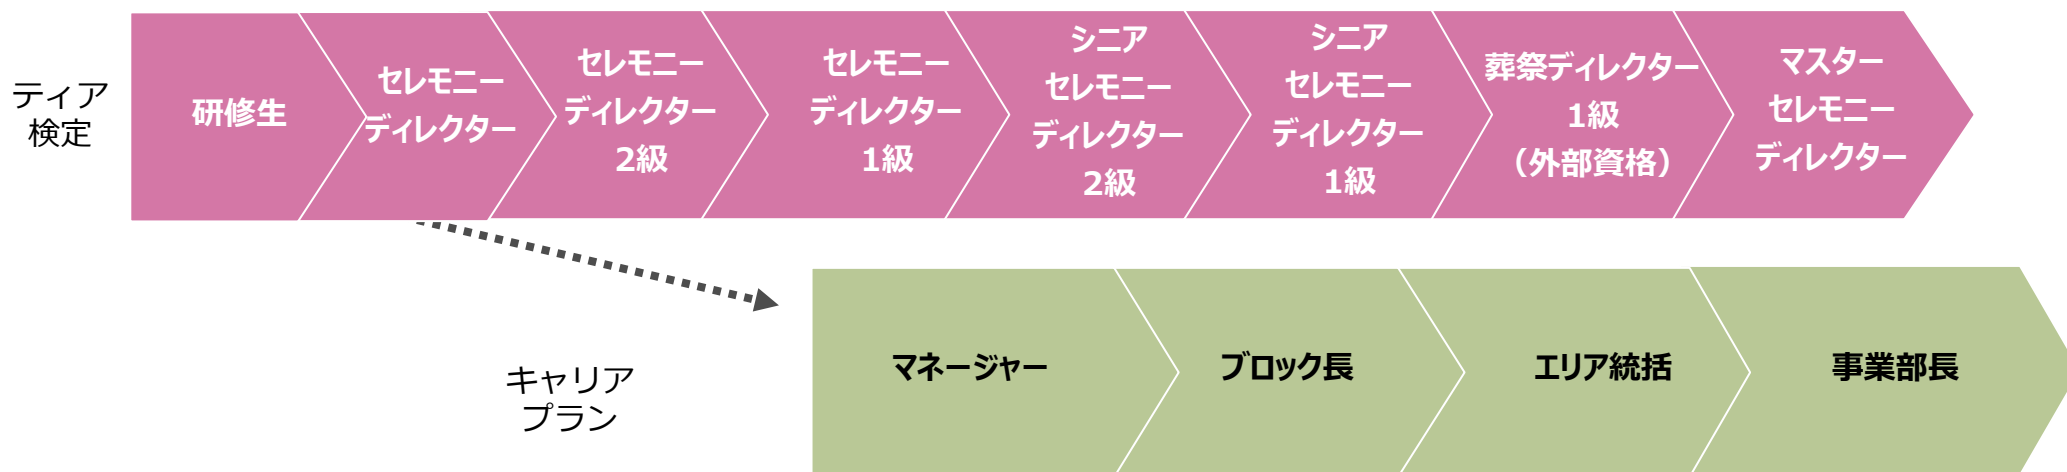 ティア
検定
研修生
セレモニー
ディレクター
セレモニー
ディレクター
2級
セレモニー
ディレクター
1級
シニア
セレモニー
ディレクター
2級
シニア
セレモニー
ディレクター
1級
葬祭ディレクター
1級
（外部資格）
マスター
セレモニー
ディレクター
キャリア
プラン
マネージャー
ブロック長
エリア統括
事業部長